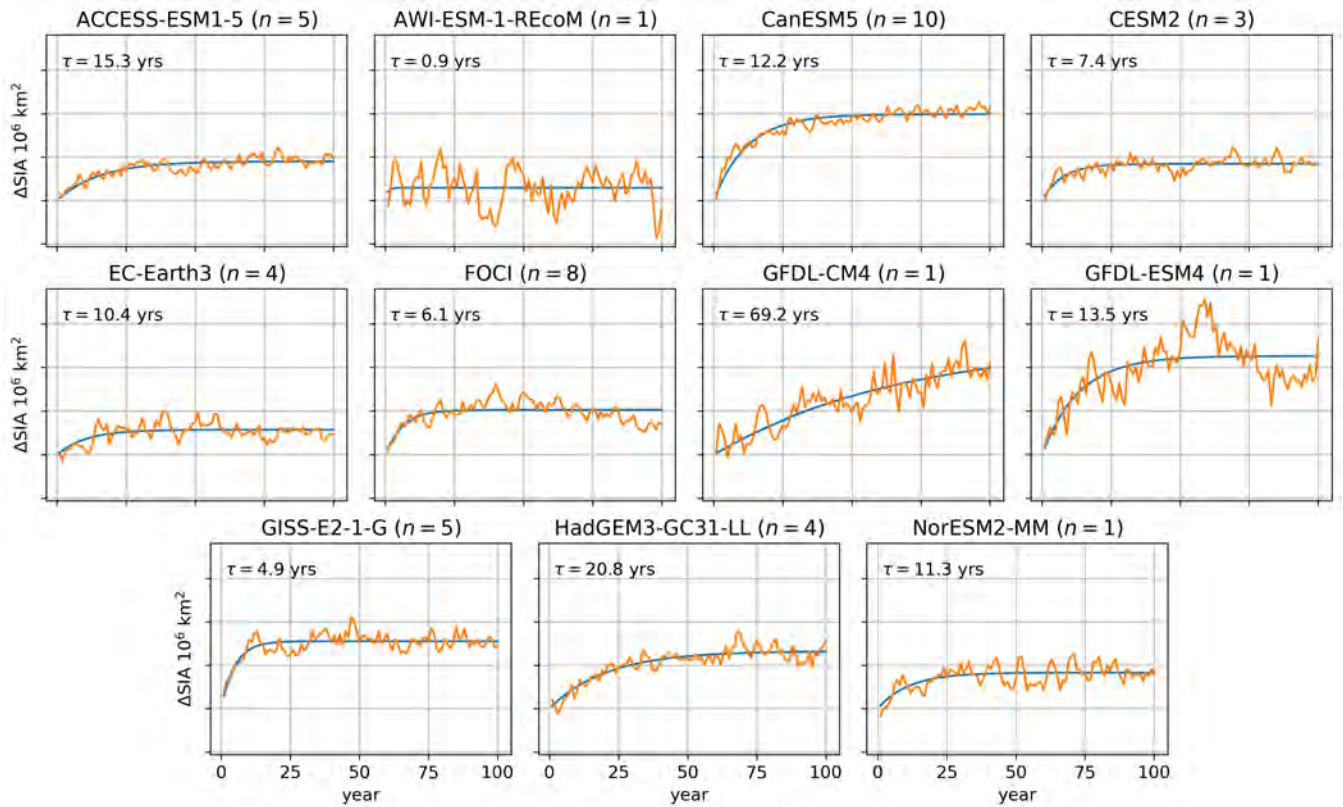 ACCESS-ESM1-5 (n = 5)
AWI-ESM-1-REcoM (n = 1)
CanESM5 (n = 10)
CESM2 (n = 3)
τ = 15.3 yrs
τ = 0.9 yrs
τ = 12.2 yrs
τ = 7.4 yrs
ΔSIA 10⁶ km²
EC-Earth3 (n = 4)
FOCI (n = 8)
GFDL-CM4 (n = 1)
GFDL-ESM4 (n = 1)
τ = 10.4 yrs
τ = 6.1 yrs
τ = 69.2 yrs
τ = 13.5 yrs
ΔSIA 10⁶ km²
GISS-E2-1-G (n = 5)
HadGEM3-GC31-LL (n = 4)
NorESM2-MM (n = 1)
τ = 4.9 yrs
τ = 20.8 yrs
τ = 11.3 yrs
ΔSIA 10⁶ km²
0 25 50 75 100
0 25 50 75 100
0 25 50 75 100
year
year
year